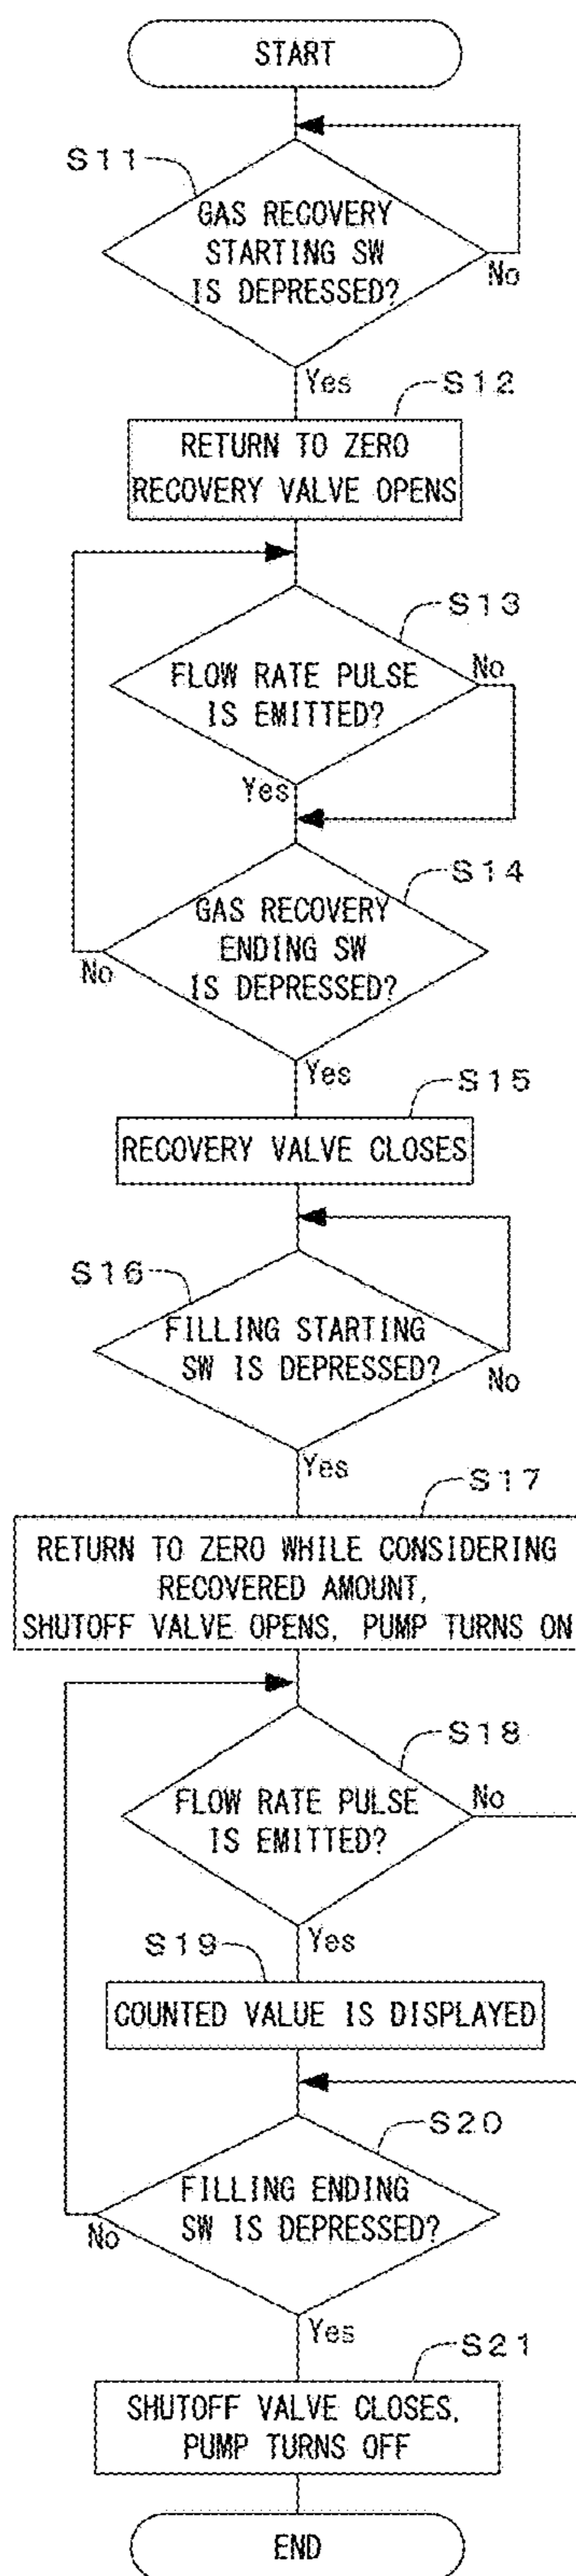 START
S11
GAS RECOVERY
STARTING SW
IS DEPRESSED?
No
Yes
S12
RETURN TO ZERO
RECOVERY VALVE OPENS
S13
FLOW RATE PULSE
IS EMITTED?
No
Yes
S14
GAS RECOVERY
ENDING SW
IS DEPRESSED?
No
Yes
S15
RECOVERY VALVE CLOSES
S16
FILLING STARTING
SW IS DEPRESSED?
No
Yes
S17
RETURN TO ZERO WHILE CONSIDERING
RECOVERED AMOUNT,
SHUTOFF VALVE OPENS, PUMP TURNS ON
S18
FLOW RATE PULSE
IS EMITTED?
No
Yes
S19
COUNTED VALUE IS DISPLAYED
S20
FILLING ENDING
SW IS DEPRESSED?
No
Yes
S21
SHUTOFF VALVE CLOSES,
PUMP TURNS OFF
END